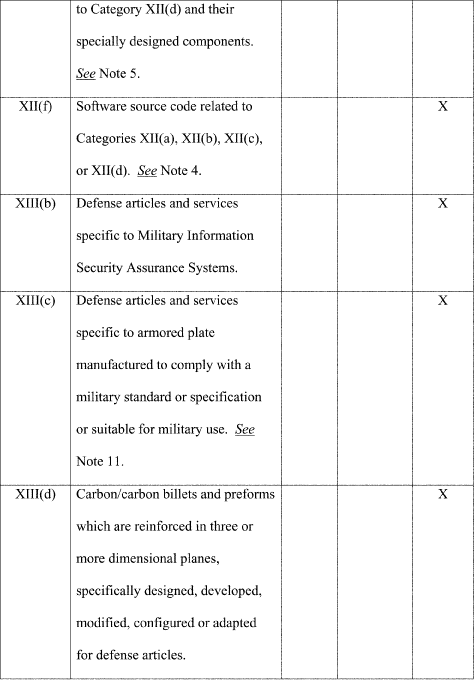 to Category XII(d) and their
specially designed components.
See Note 5.
XII(f) Software source code related to X
Categories XII(a), XII(b), XII(c),
or XII(d). See Note 4.
XIII(b) Defense articles and services X
specific to Military Information
Security Assurance Systems.
XIII(c) Defense articles and services X
specific to armored plate
manufactured to comply with a
military standard or specification
or suitable for military use. See
Note 11.
XIII(d) Carbon/carbon billets and preforms X
which are reinforced in three or
more dimensional planes,
specifically designed, developed,
modified, configured or adapted
for defense articles.